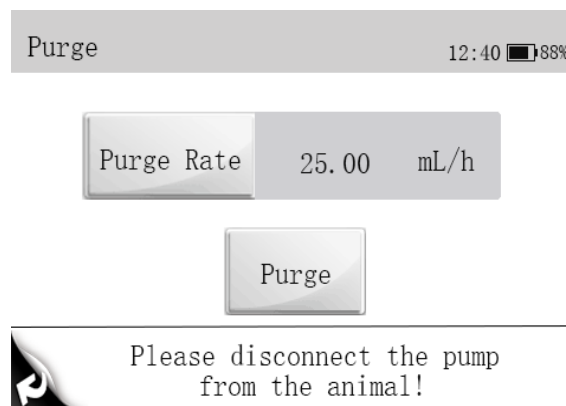 Purge
12:40 88%
Purge Rate 25.00 mL/h
Purge
Please disconnect the pump
from the animal!